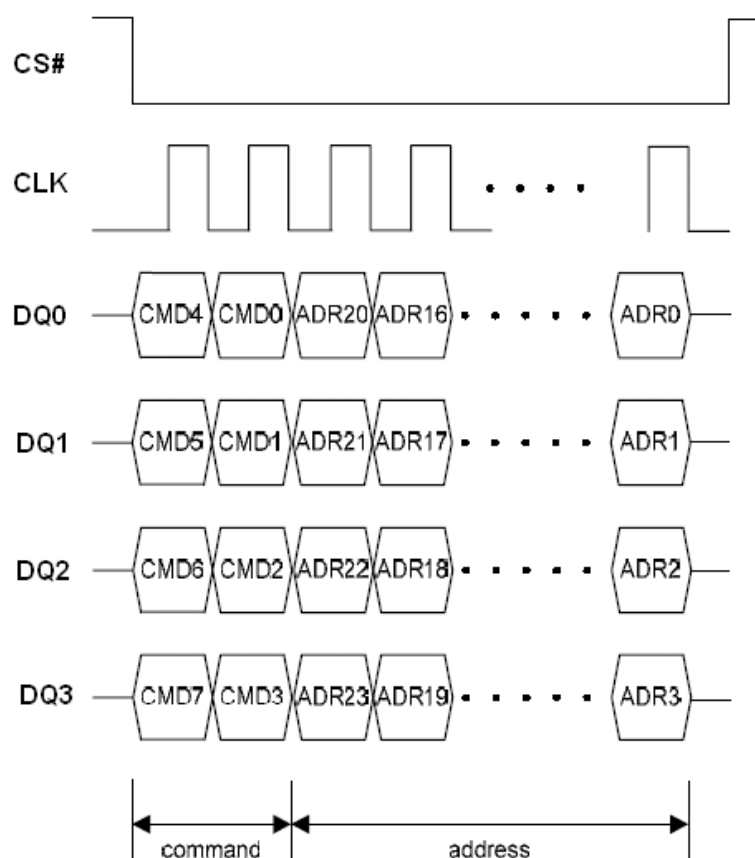 CS#
CLK
DQ0 CMD4 CMD0 ADR20 ADR16 ADR0
DQ1 CMD5 CMD1 ADR21 ADR17 ADR1
DQ2 CMD6 CMD2 ADR22 ADR18 ADR2
DQ3 CMD7 CMD3 ADR23 ADR19 ADR3
command address